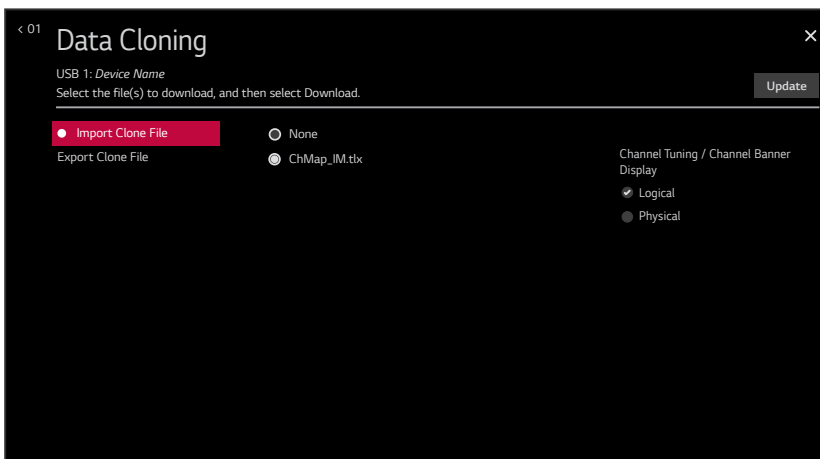 < 01
Data Cloning
USB 1: Device Name
Select the file(s) to download, and then select Download.
Update
Import Clone File
Export Clone File
None
ChMap_IM.tlx
Channel Tuning / Channel Banner
Display
Logical
Physical